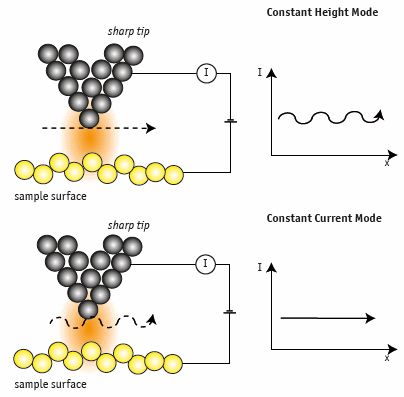 Constant Height Mode
sharp tip
I
I
x
sample surface
Constant Current Mode
sharp tip
I
I
x
sample surface